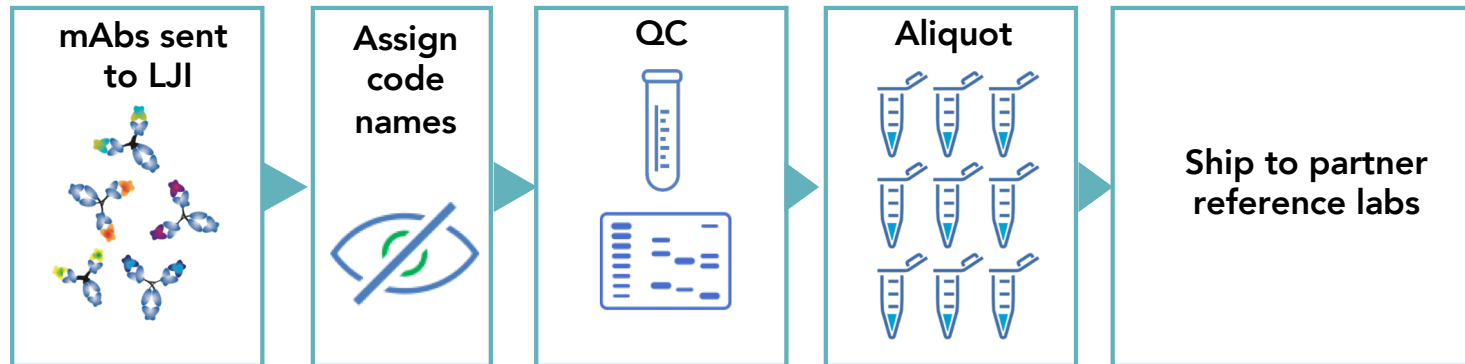 mAbs sent
to LJI
Assign
code
names
QC
Aliquot
Ship to partner
reference labs